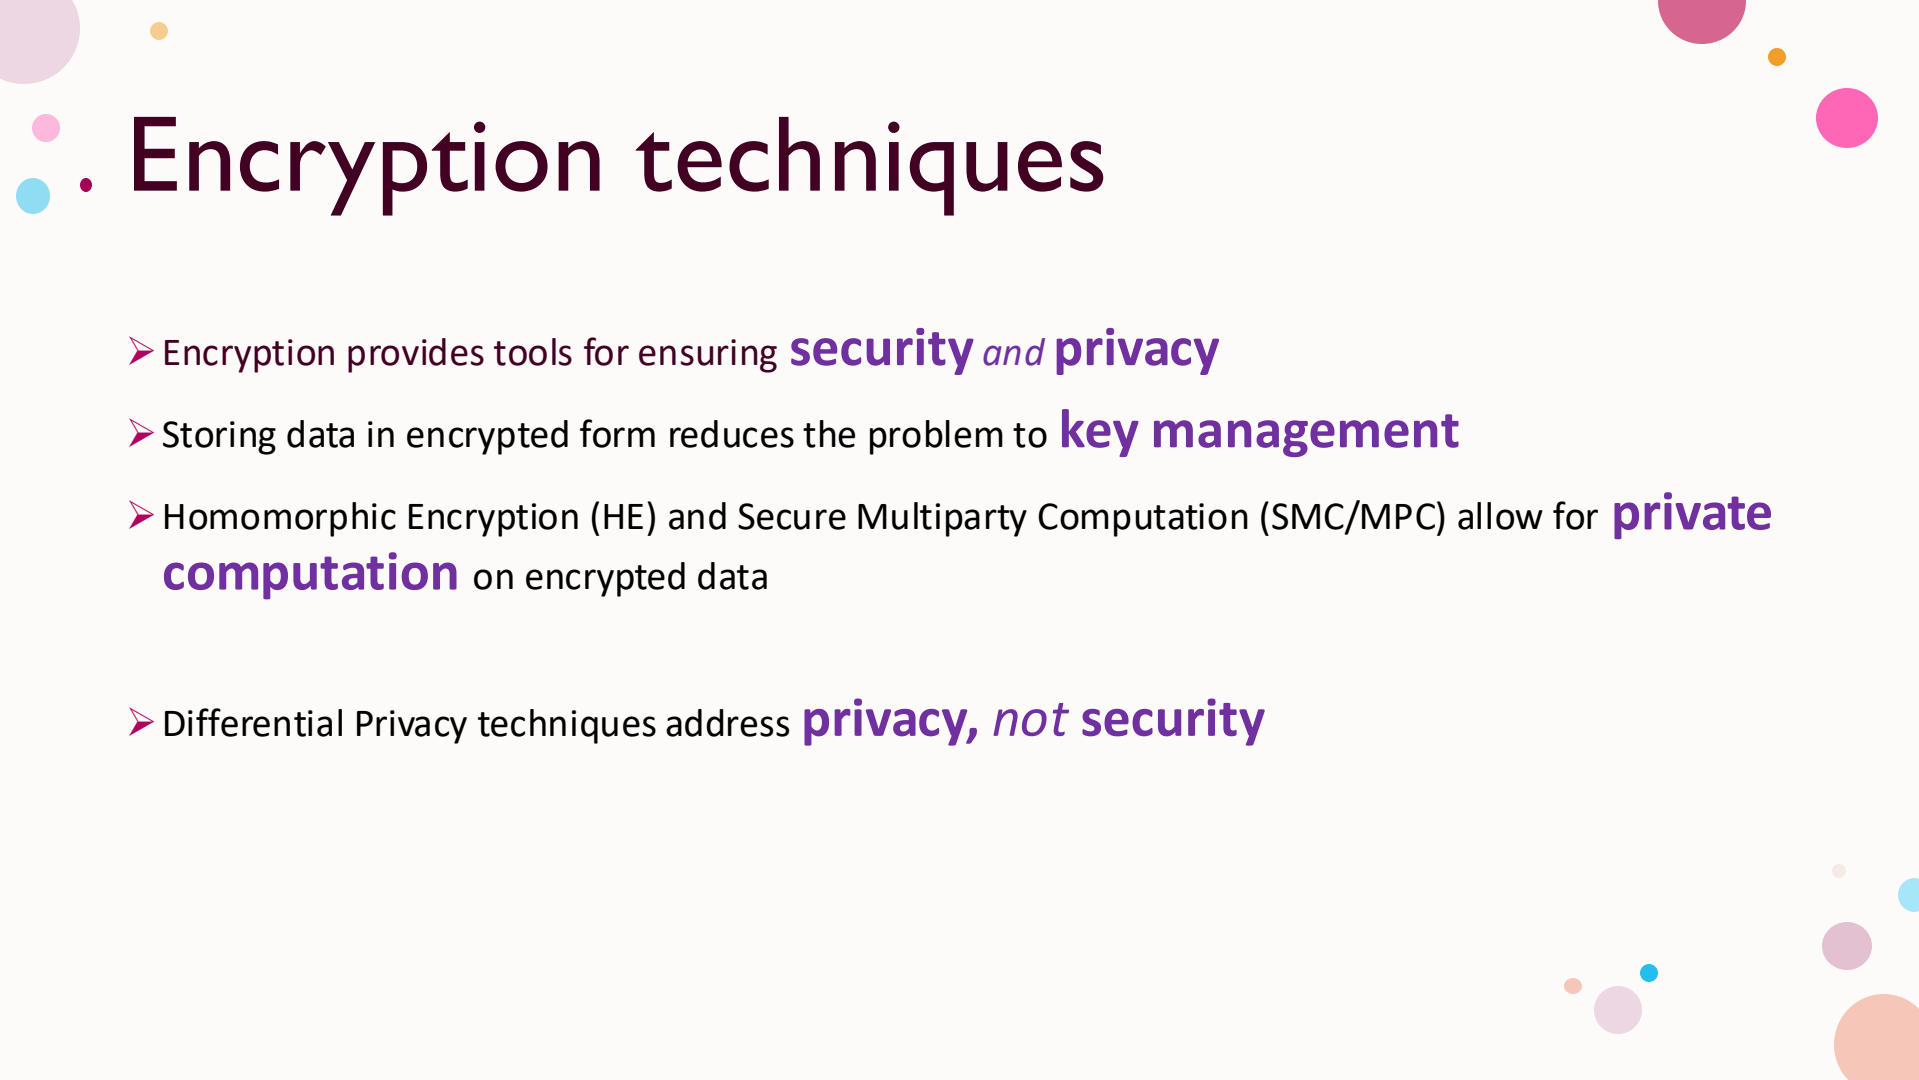 Encryption techniques
➢Encryption provides tools for ensuring security and privacy
➢Storing data in encrypted form reduces the problem to key management
➢Homomorphic Encryption (HE) and Secure Multiparty Computation (SMC/MPC) allow for private
computation on encrypted data
➢Differential Privacy techniques address privacy, not security